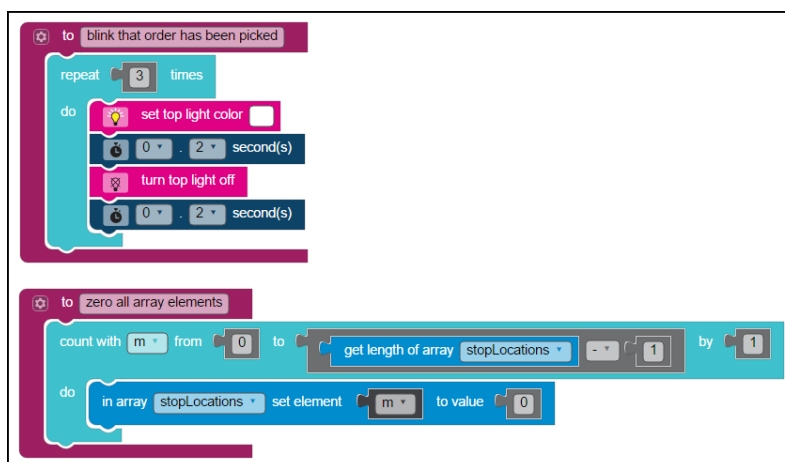 to blink that order has been picked
repeat 3 times
do set top light color
0 . 2 second(s)
turn top light off
0 . 2 second(s)
to zero all array elements
count with m from 0 to get length of array stopLocations - 1 by 1
do in array stopLocations set element m to value 0